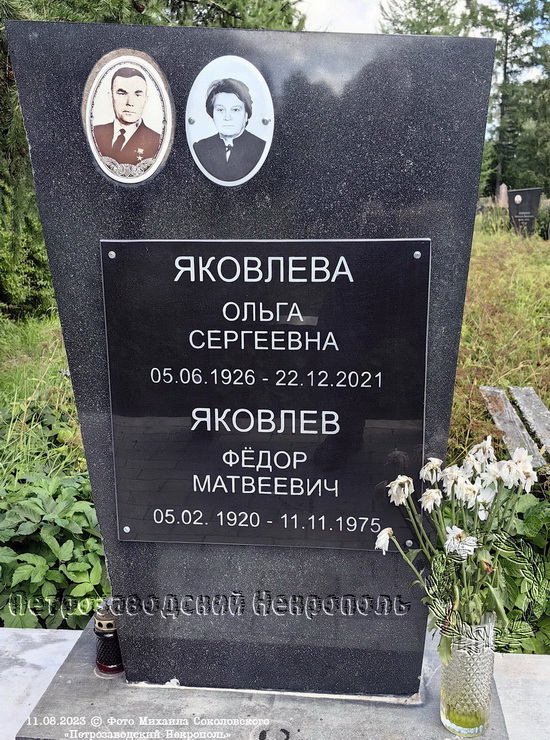 ЯКОВЛЕВА
ОЛЬГА
СЕРГЕЕВНА
05.06.1926 - 22.12.2021
ЯКОВЛЕВ
ФЁДОР
МАТВЕЕВИЧ
05.02. 1920 - 11.11.1975
Петрозаводский Некрополь
11.08.2023 © Фото Михаила Соколовского
«Петрозаводский Некрополь»